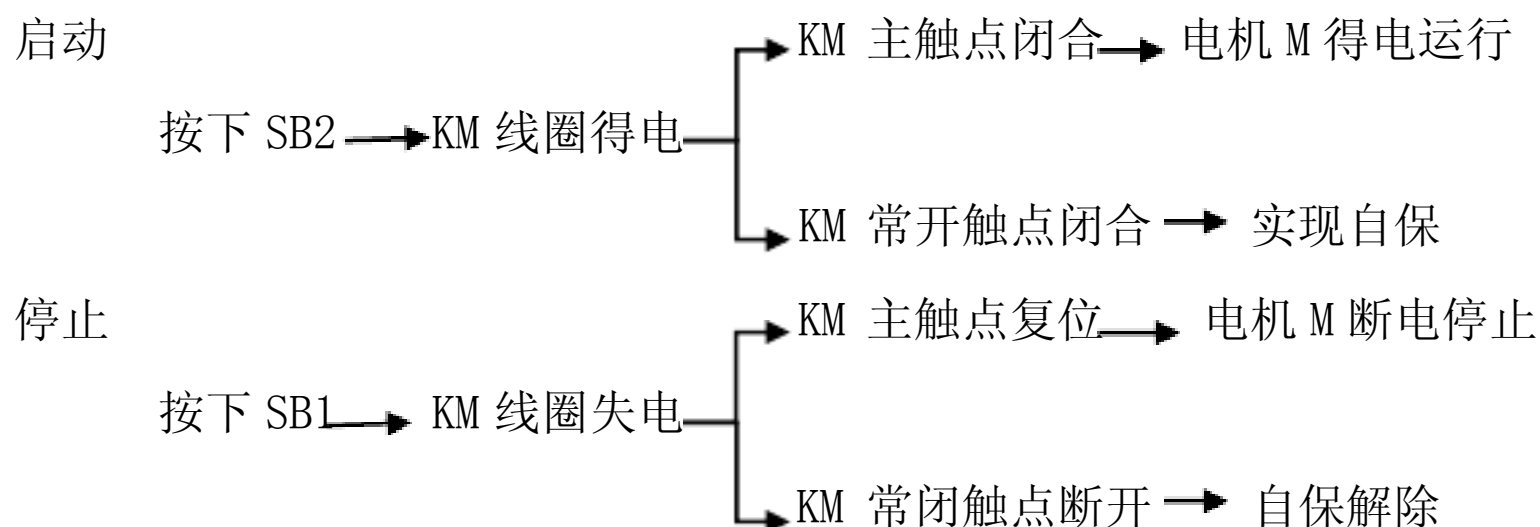 启动
KM 主触点闭合 电机 M 得电运行
按下 SB2 KM 线圈得电
KM 常开触点闭合 实现自保
停止
KM 主触点复位 电机 M 断电停止
按下 SB1 KM 线圈失电
KM 常闭触点断开 自保解除